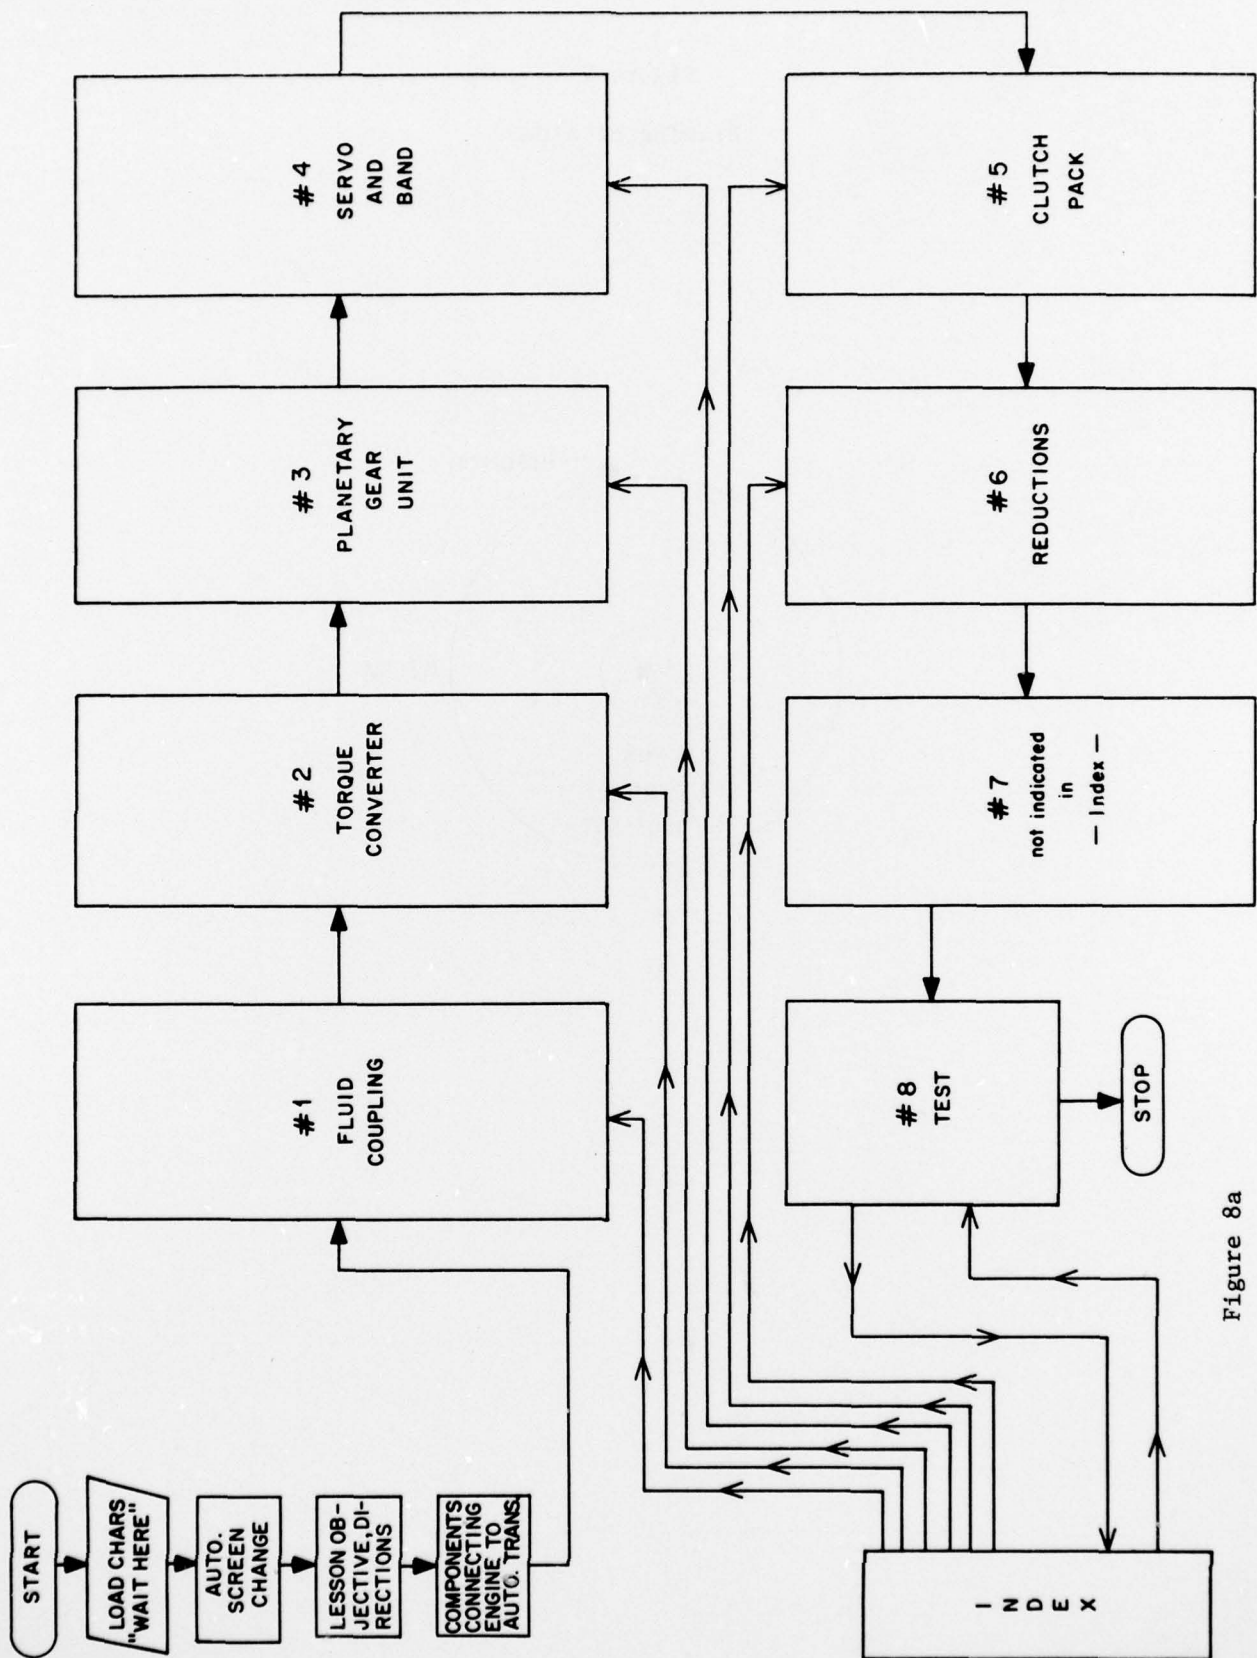 START
LOAD CHARS
"WAIT HERE"
AUTO.
SCREEN
CHANGE
LESSON OB-
JECTIVE, DI-
RECTIONS
COMPONENTS
CONNECTING
ENGINE TO
AUTO. TRANS.
#1
FLUID
COUPLING
#2
TORQUE
CONVERTER
#3
PLANETARY
GEAR
UNIT
#4
SERVO
AND
BAND
#5
CLUTCH
PACK
#6
REDUCTIONS
#7
not indicated
in
— Index —
#8
TEST
STOP
INDEX
Figure 8a